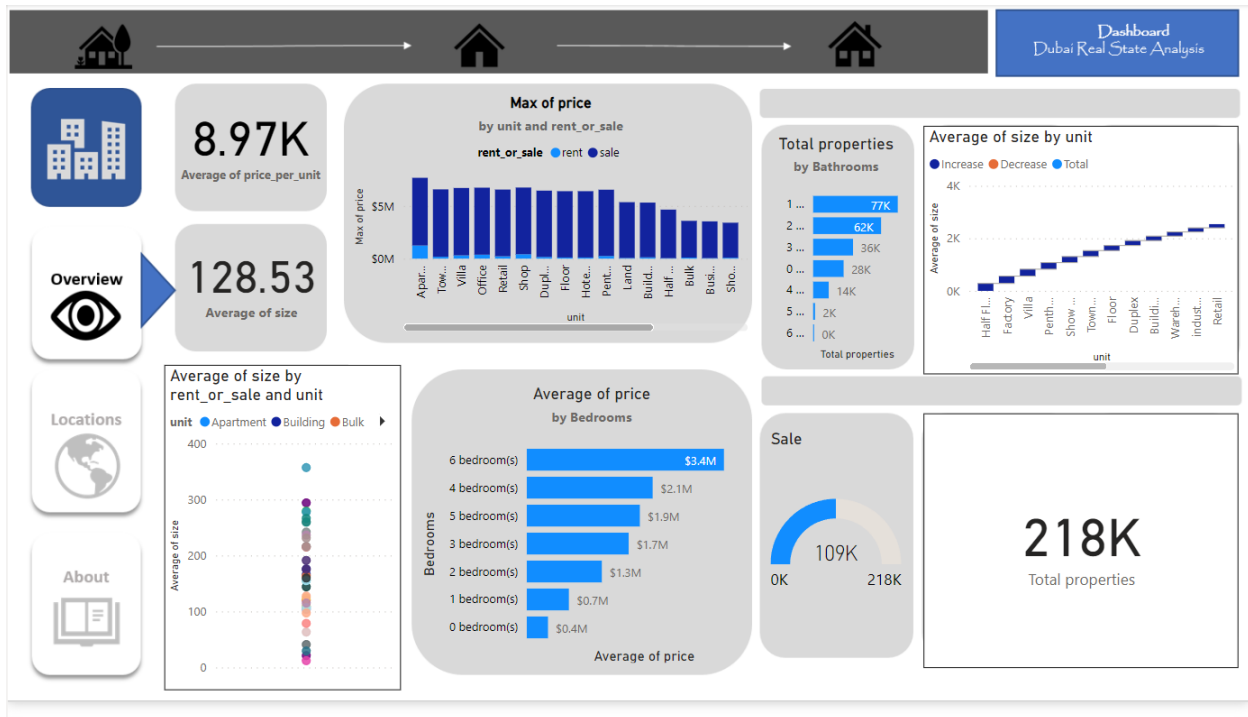 Dashboard
Dubai Real State Analysis
8.97K
Average of price_per_unit
128.53
Average of size
Overview
Locations
About
Max of price
by unit and rent_or_sale
rent_or_sale rent sale
Max of price
$5M
$0M
Apar... Tow... Villa Office Retail Shop Dupl... Floor Hote... Pent... Land Build... Half ... Bulk Busi... Sho...
unit
Total properties
by Bathrooms
1 ... 77K
2 ... 62K
3 ... 36K
0 ... 28K
4 ... 14K
5 ... 2K
6 ... 0K
Total properties
Average of size by unit
Increase Decrease Total
Average of size
4K
2K
0K
Half Fl... Factory Villa Penth... Show ... Town... Floor Duplex Buildi... Wareh... indust... Retail
unit
Average of size by
rent_or_sale and unit
unit Apartment Building Bulk
Average of size
400
300
200
100
0
Average of price
by Bedrooms
Bedrooms
6 bedroom(s) $3.4M
4 bedroom(s) $2.1M
5 bedroom(s) $1.9M
3 bedroom(s) $1.7M
2 bedroom(s) $1.3M
1 bedroom(s) $0.7M
0 bedroom(s) $0.4M
Average of price
Sale
109K
0K 218K
218K
Total properties